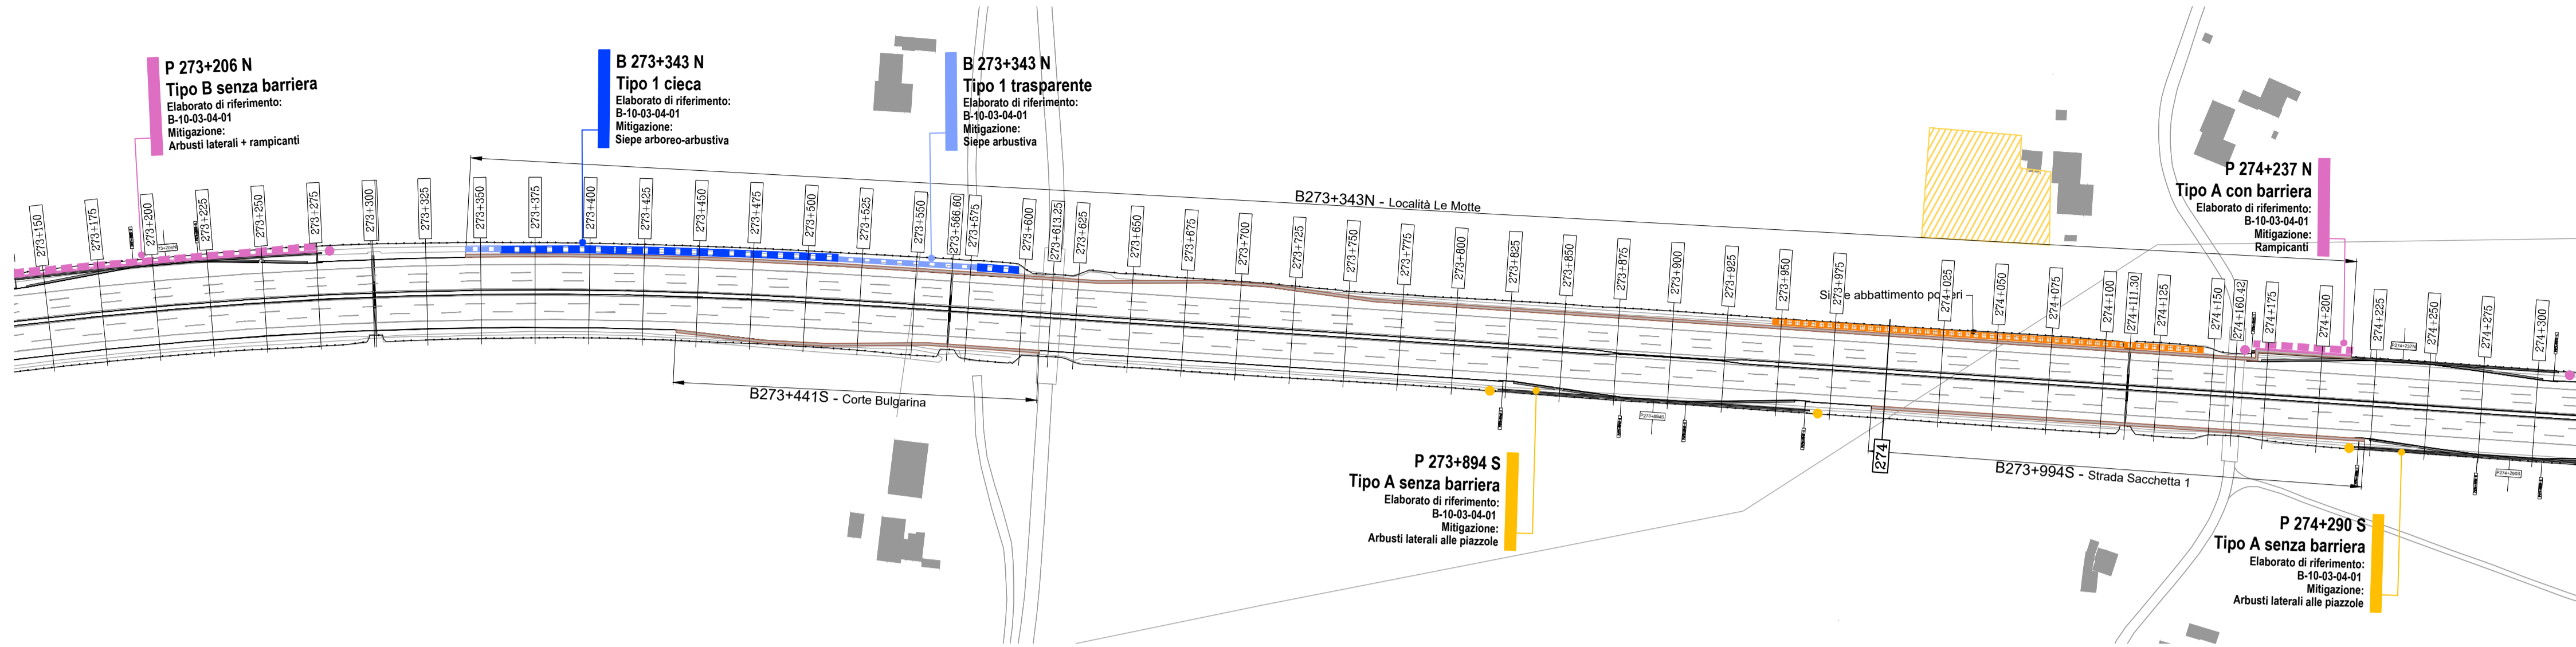 P 273+206 N
Tipo B senza barriera
Elaborato di riferimento:
B-10-03-04-01
Mitigazione:
Arbusti laterali + rampicanti
B 273+343 N
Tipo 1 cieca
Elaborato di riferimento:
B-10-03-04-01
Mitigazione:
Siepe arboreo-arbustiva
B 273+343 N
Tipo 1 trasparente
Elaborato di riferimento:
B-10-03-04-01
Mitigazione:
Siepe arbustiva
P 274+237 N
Tipo A con barriera
Elaborato di riferimento:
B-10-03-04-01
Mitigazione:
Rampicanti
B273+343N - Località Le Motte
273+150
273+175
273+200
273+225
273+250
273+275
273+300
273+325
273+350
273+375
273+400
273+425
273+450
273+475
273+500
273+525
273+550
273+566.60
273+575
273+600
273+613.25
273+625
273+650
273+675
273+700
273+725
273+750
273+775
273+800
273+825
273+850
273+875
273+900
273+925
273+950
273+975
abbattimento
274+025
274+050
274+075
274+100
274+111.30
274+125
274+150
274+160.42
274+175
274+200
274+225
274+250
274+275
274+300
P274+237N
B273+441S - Corte Bulgarina
P273+894S
274
B273+994S - Strada Sacchetta 1
P274+290S
P 273+894 S
Tipo A senza barriera
Elaborato di riferimento:
B-10-03-04-01
Mitigazione:
Arbusti laterali alle piazzole
P 274+290 S
Tipo A senza barriera
Elaborato di riferimento:
B-10-03-04-01
Mitigazione:
Arbusti laterali alle piazzole